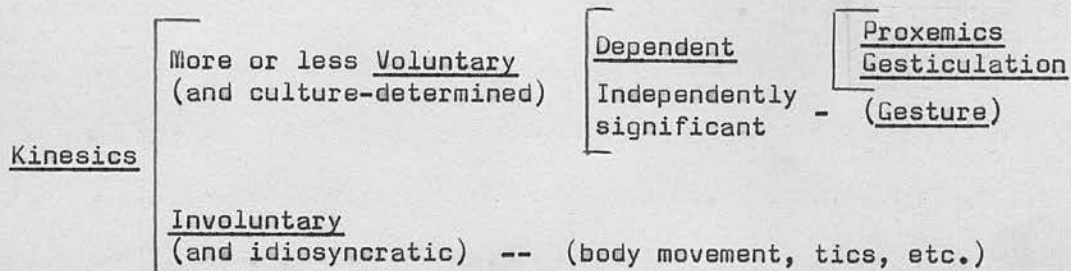 Proxemics
More or less Voluntary Dependent Gesticulation
(and culture-determined) Independently
significant - (Gesture)
Kinesics
Involuntary
(and idiosyncratic) -- (body movement, tics, etc.)